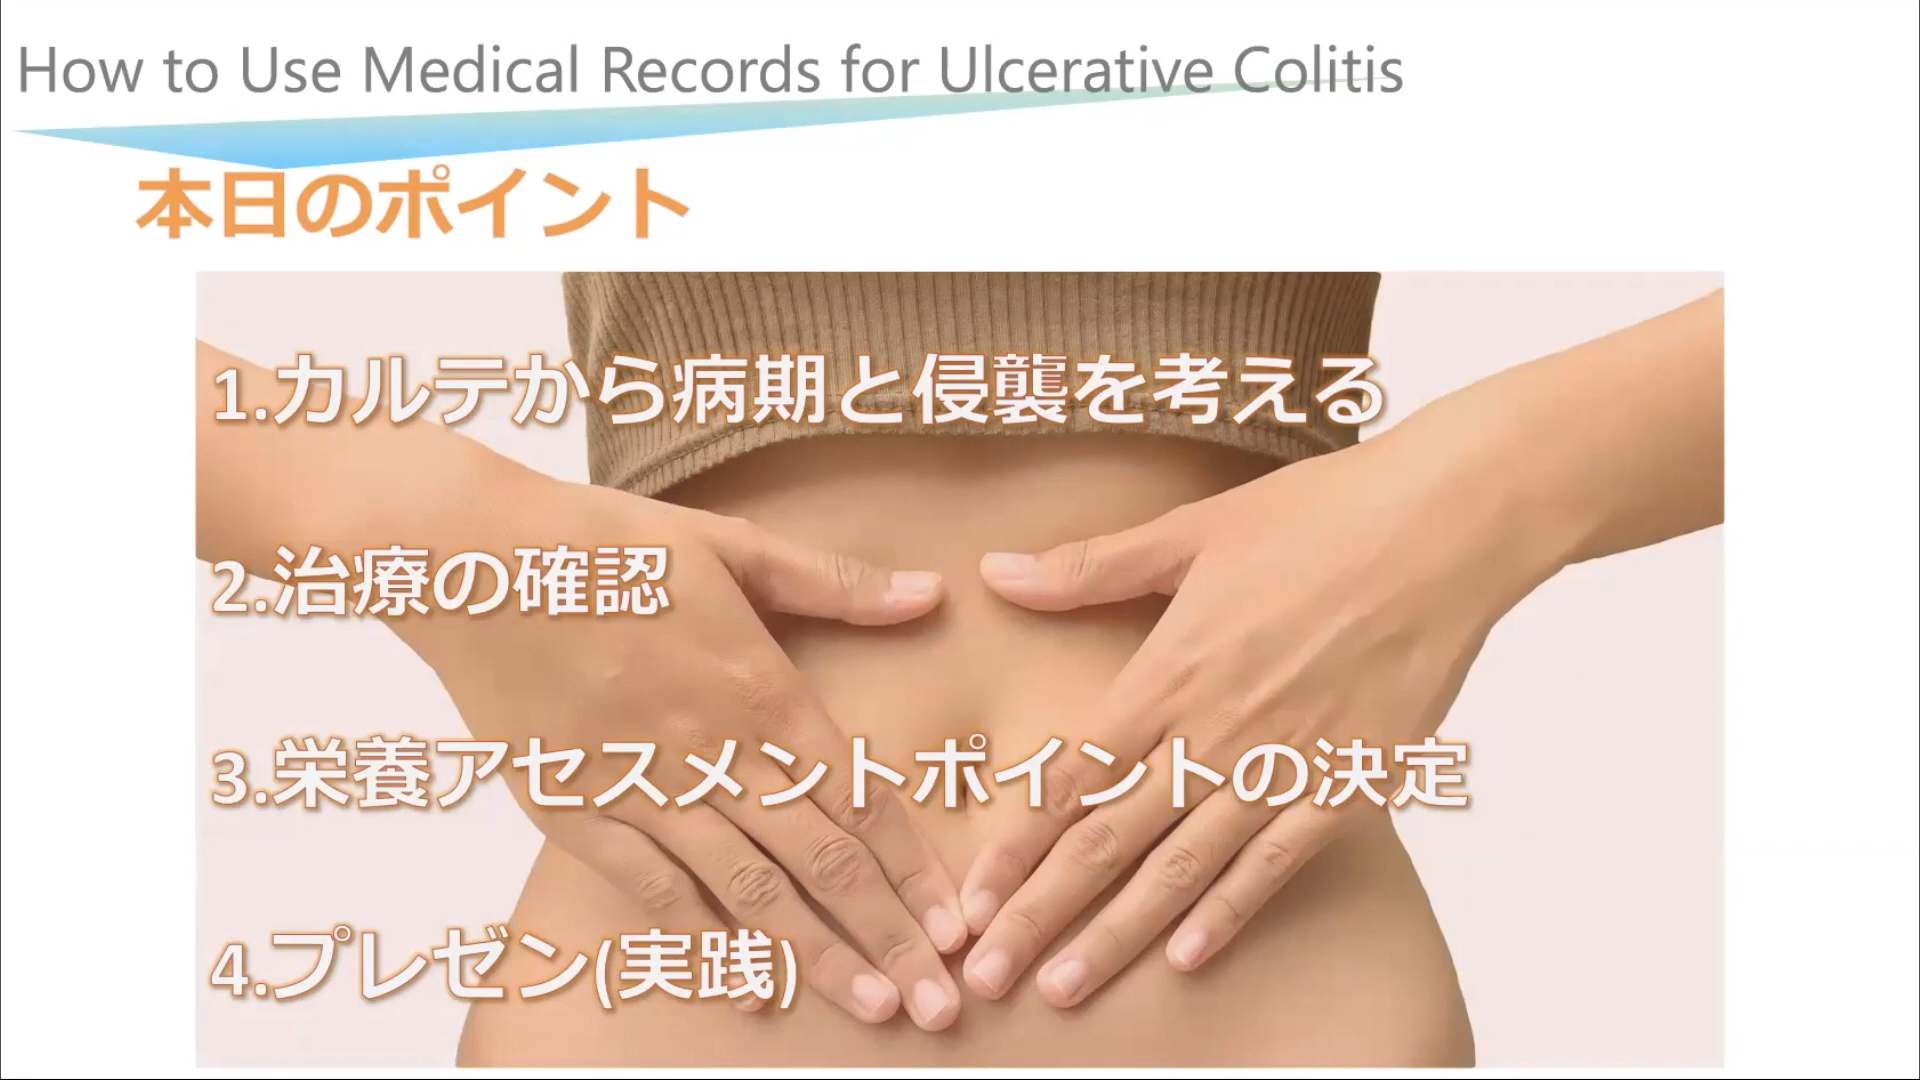 How to Use Medical Records for Ulcerative Colitis
本日のポイント
1.カルテから病期と侵襲を考える
2.治療の確認
3.栄養アセスメントポイントの決定
4.プレゼン(実践)